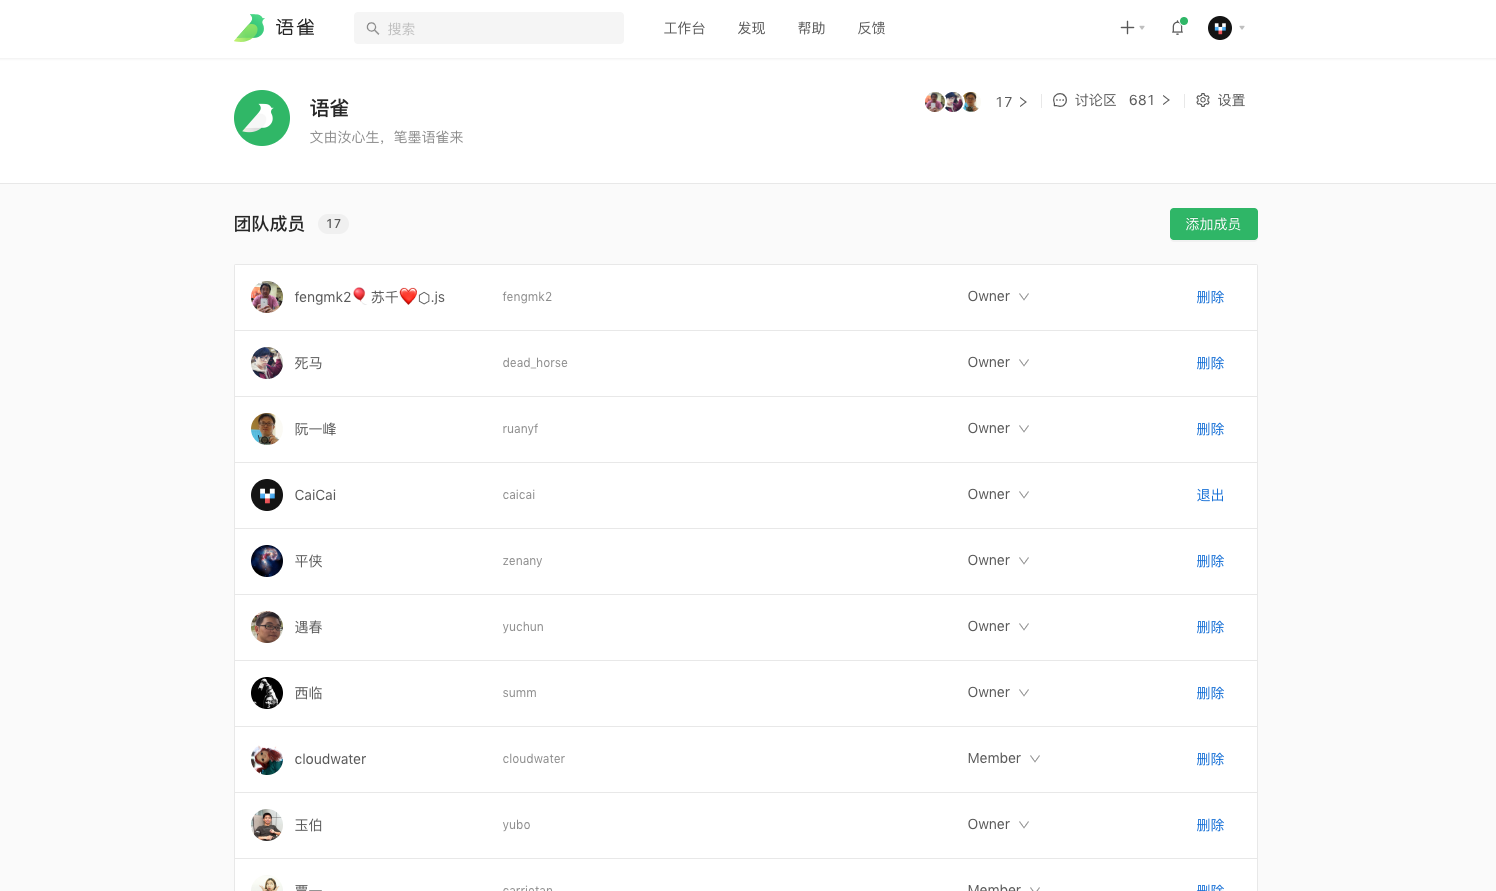 语雀
搜索
工作台 发现 帮助 反馈
语雀
文由汝心生，笔墨语雀来
17 讨论区 681 设置
团队成员 17 添加成员
fengmk2🎈苏千❤️⬡.js fengmk2 Owner 删除
死马 dead_horse Owner 删除
阮一峰 ruanyf Owner 删除
CaiCai caicai Owner 退出
平侠 zenany Owner 删除
遇春 yuchun Owner 删除
西临 summ Owner 删除
cloudwater cloudwater Member 删除
玉伯 yubo Owner 删除
carrietan Member 删除